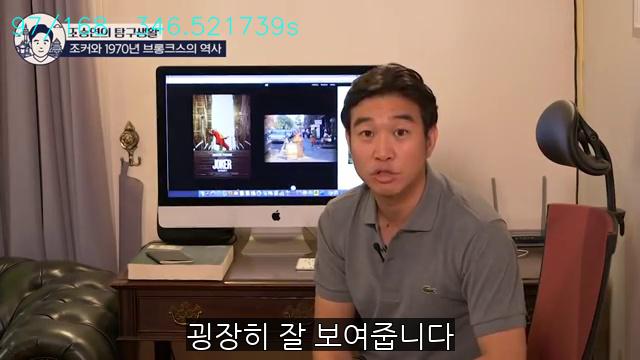 97/168  346.521739s
조승연의 탐구생활
조커와 1970년 브롱크스의 역사
JOKER
굉장히 잘 보여줍니다